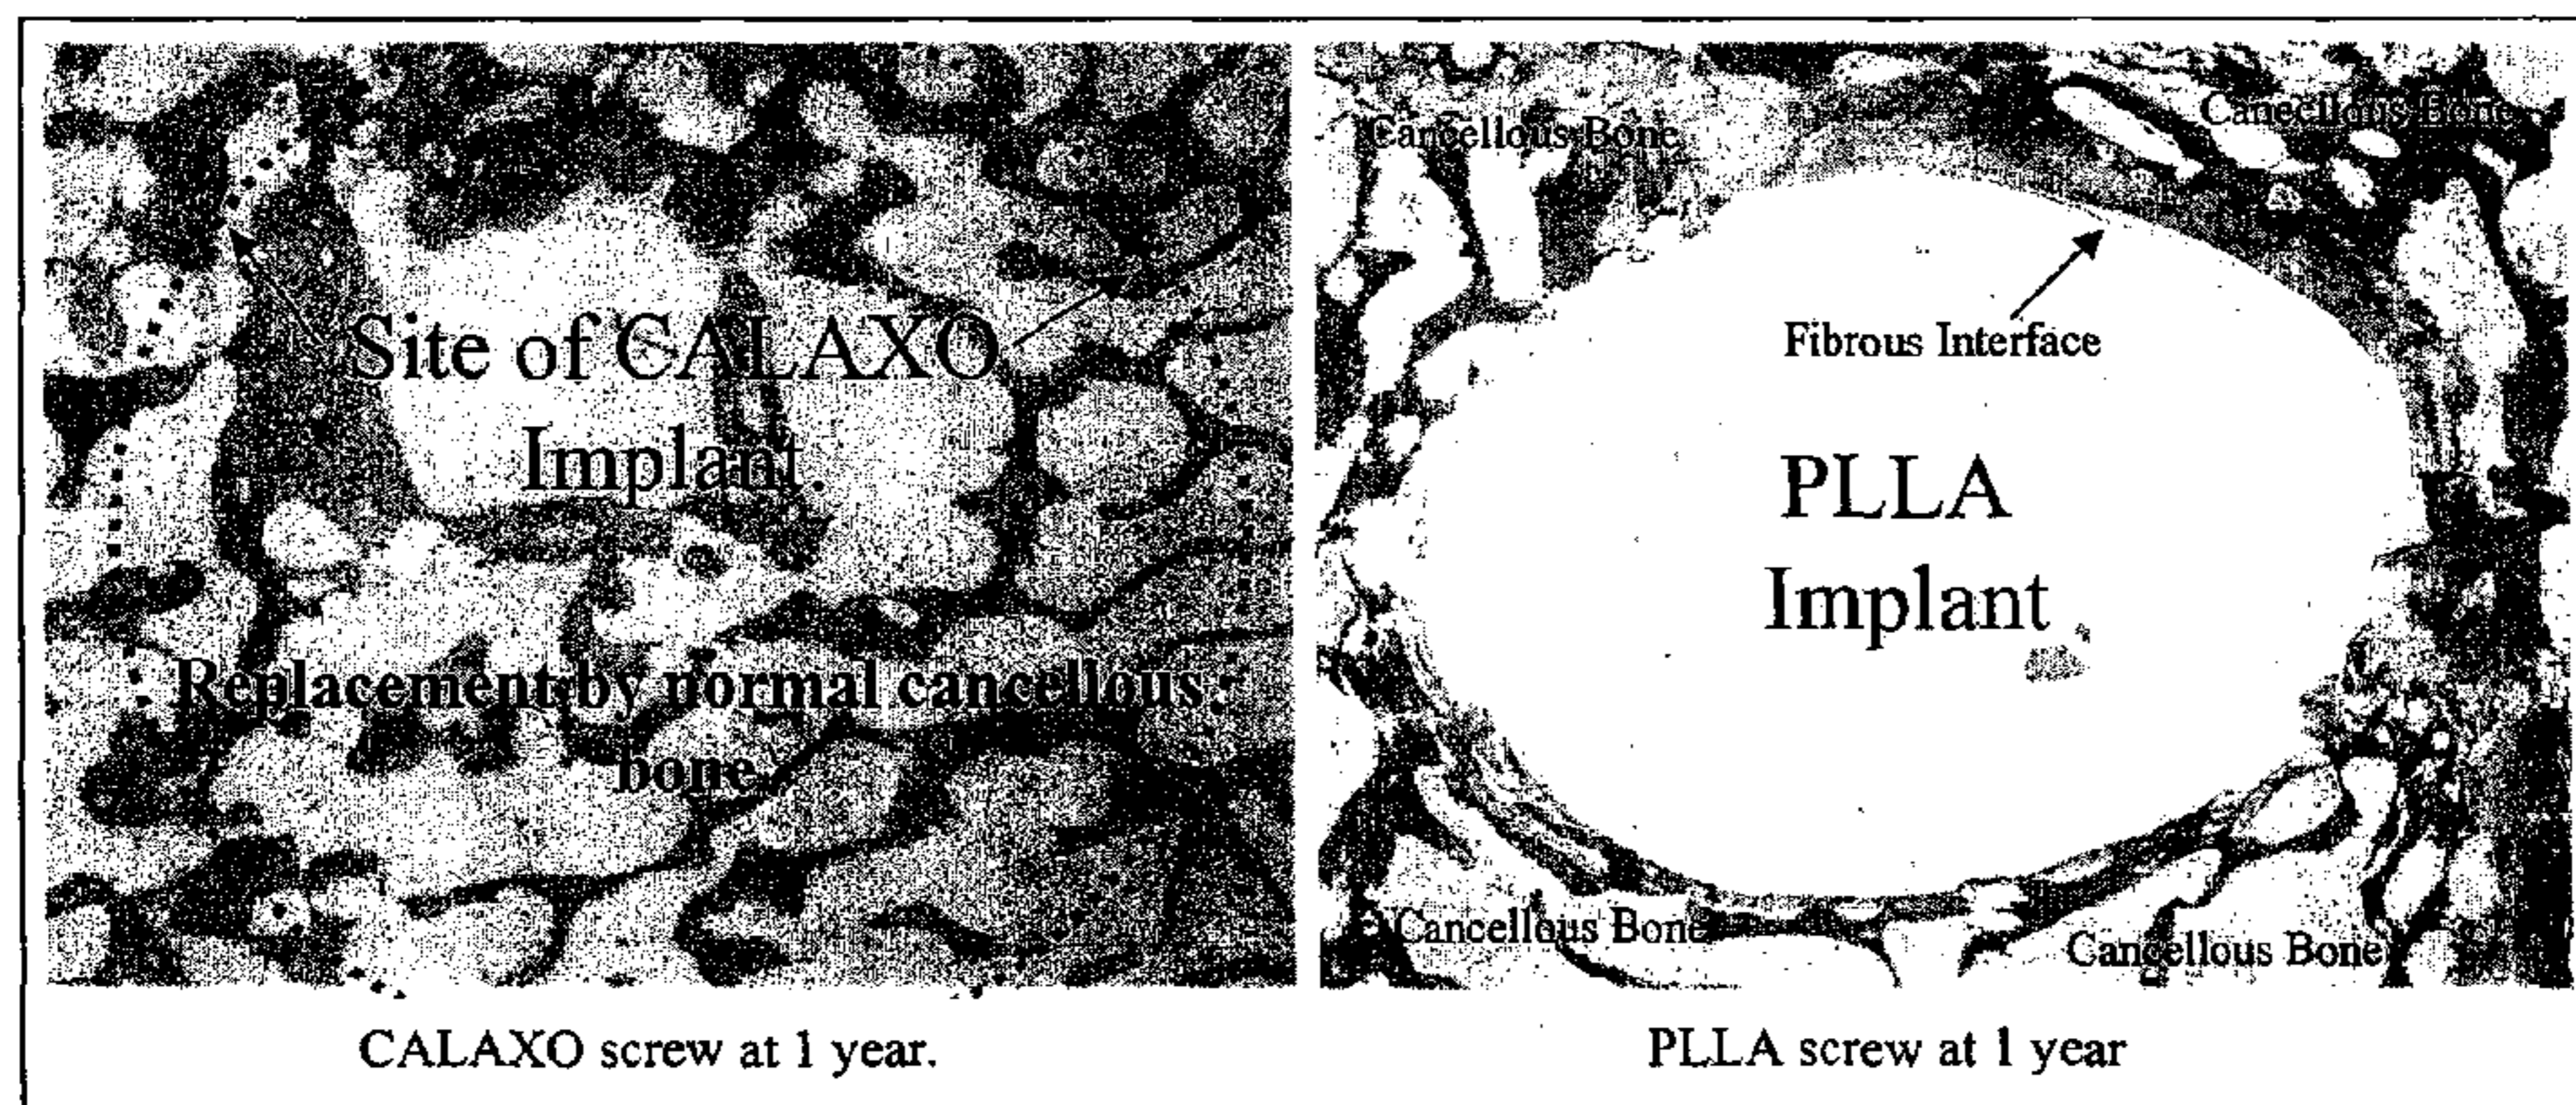 Site of CALAXO
Implant
Replacement by normal cancellous
bone
CALAXO screw at 1 year.
Cancellous Bone
Cancellous Bone
Fibrous Interface
PLLA
Implant
Cancellous Bone
Cancellous Bone
PLLA screw at 1 year